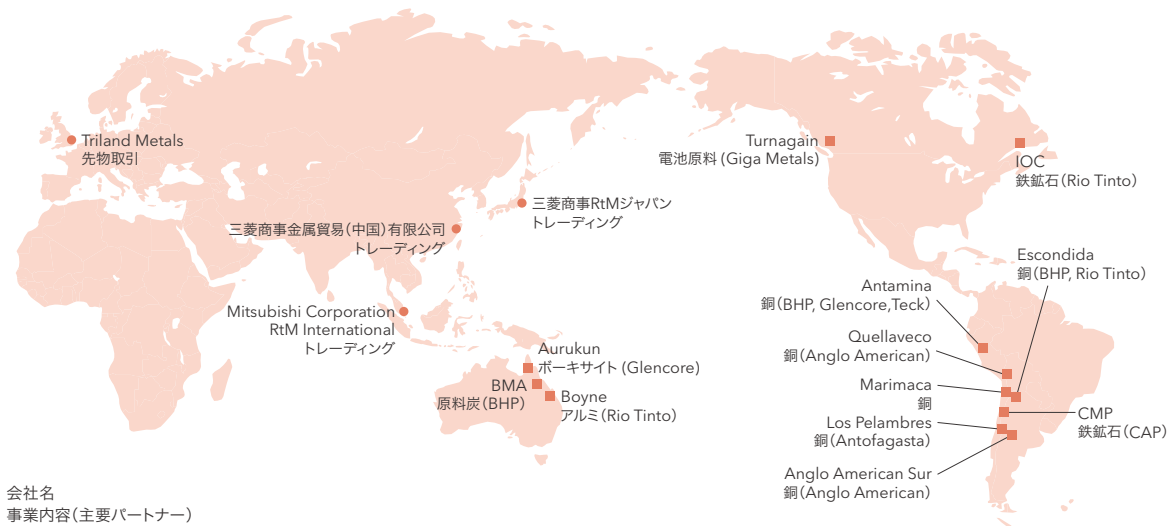 Triland Metals
先物取引
三菱商事RtMジャパン
トレーディング
三菱商事金属貿易（中国）有限公司
トレーディング
Mitsubishi Corporation
RtM International
トレーディング
Aurukun
ボーキサイト (Glencore)
BMA
原料炭（BHP）
Boyne
アルミ（Rio Tinto）
Turnagain
電池原料 (Giga Metals)
IOC
鉄鉱石（Rio Tinto）
Escondida
銅（BHP, Rio Tinto）
Antamina
銅（BHP, Glencore,Teck）
Quellaveco
銅（Anglo American）
Marimaca
銅
CMP
鉄鉱石（CAP）
Los Pelambres
銅（Antofagasta）
Anglo American Sur
銅（Anglo American）
会社名
事業内容（主要パートナー）